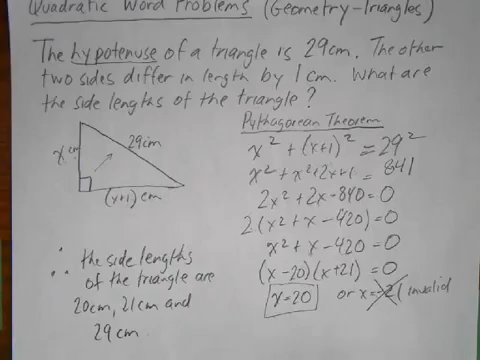 Quadratic Word Problems (Geometry-Triangles)
The hypotenuse of a triangle is 29cm. The other
two sides differ in length by 1cm. What are
the side lengths of the triangle?
Pythagorean Theorem
x cm
29cm
(x+1) cm
x² + (x+1)² = 29²
x² + x²+2x+1 = 841
2x² + 2x-840=0
2(x² + x -420)=0
x² + x -420 =0
(x-20)(x+21) =0
x=20 or x=-21 invalid
∴ the side lengths
of the triangle are
20cm, 21cm and
29cm